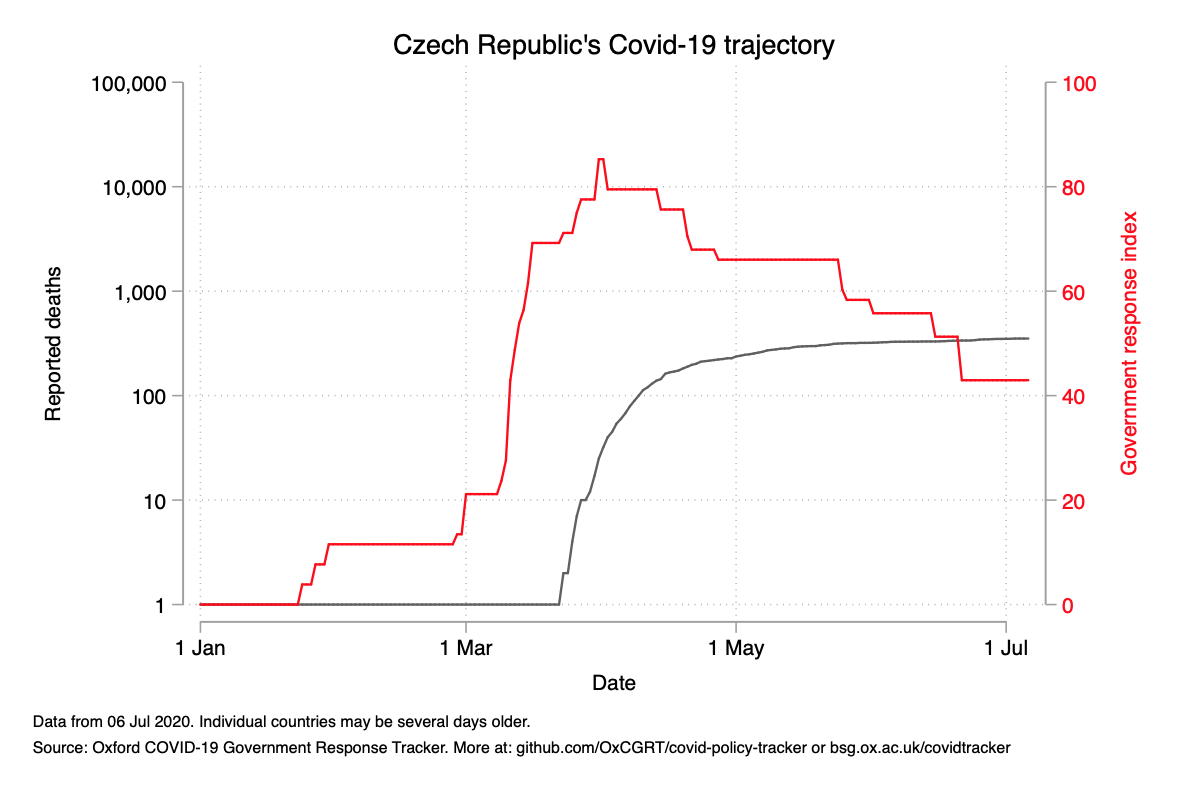 Czech Republic's Covid-19 trajectory
100,000
10,000
1,000
100
10
1
Reported deaths
100
80
60
40
20
0
Government response index
1 Jan
1 Mar
1 May
1 Jul
Date
Data from 06 Jul 2020. Individual countries may be several days older.
Source: Oxford COVID-19 Government Response Tracker. More at: github.com/OxCGRT/covid-policy-tracker or bsg.ox.ac.uk/covidtracker